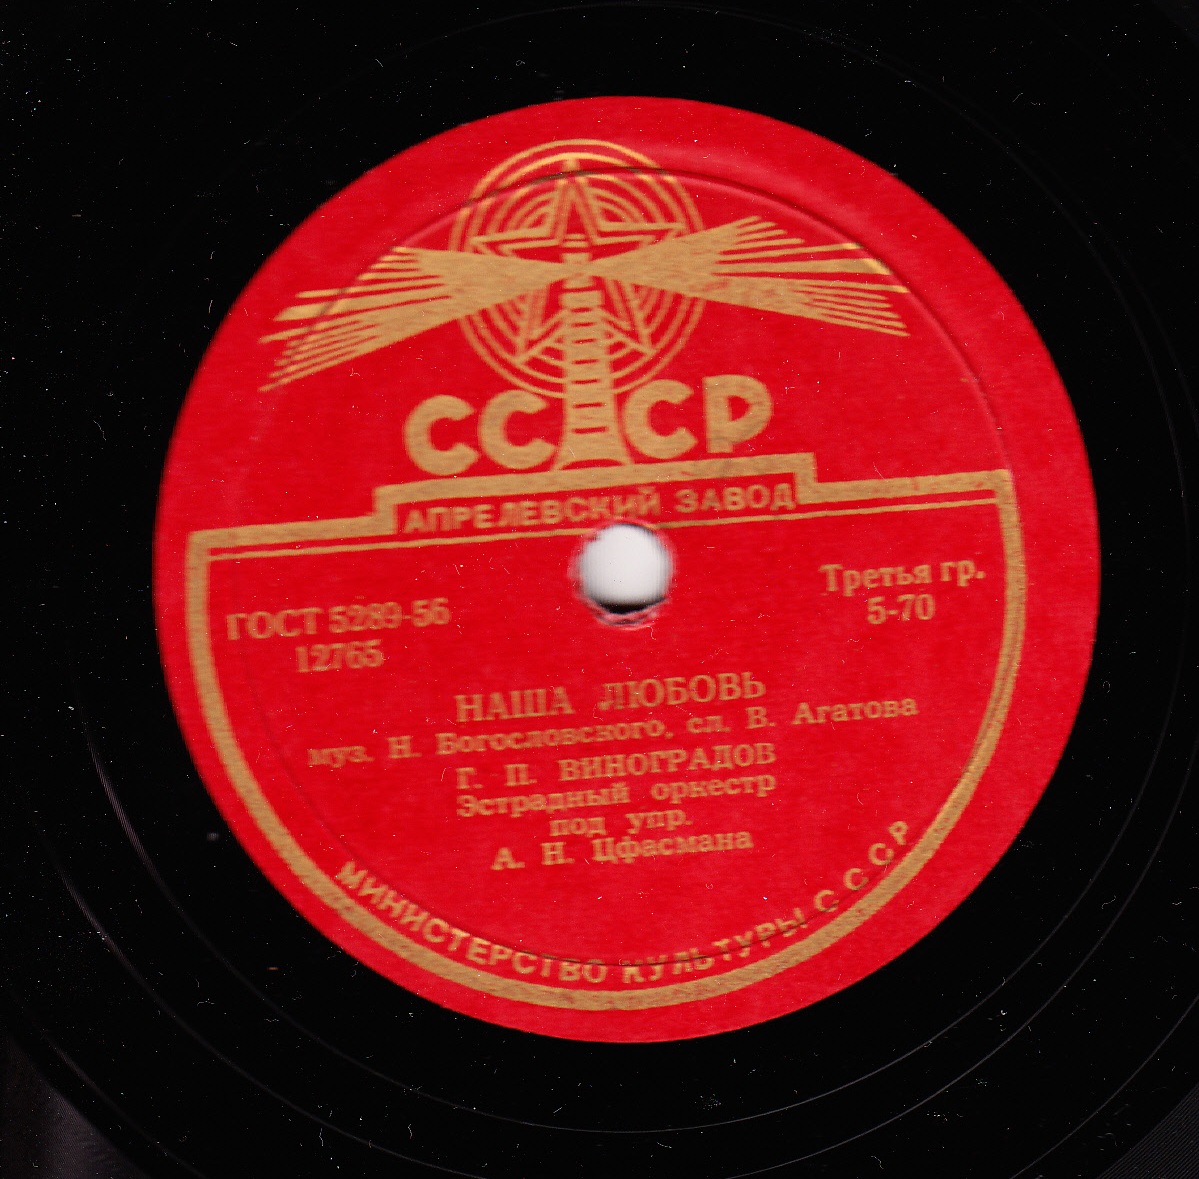 СССР
АПРЕЛЕВСКИЙ ЗАВОД
ГОСТ 5289-56
12765
Третья гр.
5-70
НАША ЛЮБОВЬ
муз. Н. Богословского, сл. В. Агатова
Г. П. ВИНОГРАДОВ
Эстрадный оркестр
под упр.
А. Н. Цфасмана
МИНИСТЕРСТВО КУЛЬТУРЫ СССР